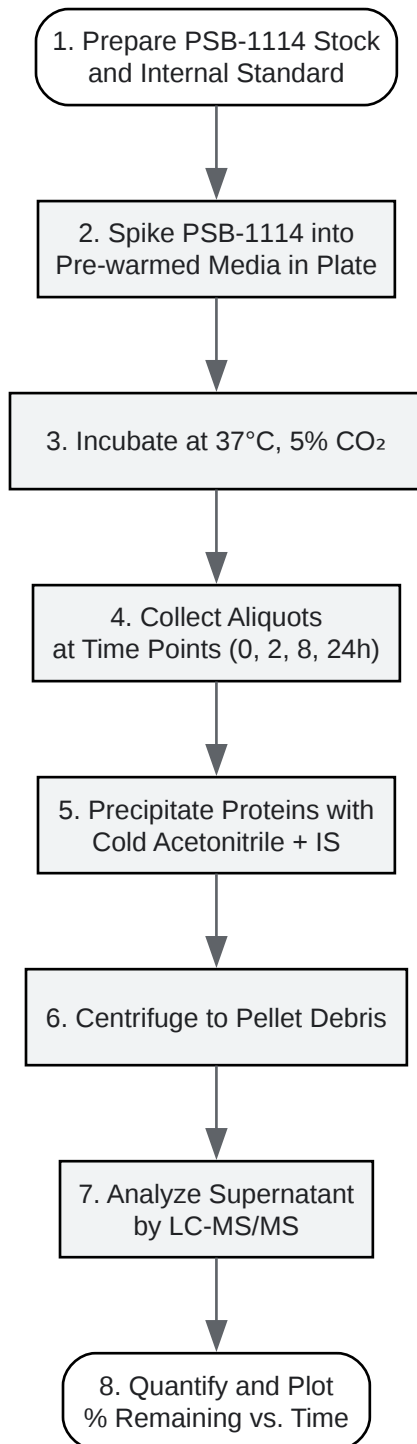 1. Prepare PSB-1114 Stock
and Internal Standard
2. Spike PSB-1114 into
Pre-warmed Media in Plate
3. Incubate at 37°C, 5% CO₂
4. Collect Aliquots
at Time Points (0, 2, 8, 24h)
5. Precipitate Proteins with
Cold Acetonitrile + IS
6. Centrifuge to Pellet Debris
7. Analyze Supernatant
by LC-MS/MS
8. Quantify and Plot
% Remaining vs. Time